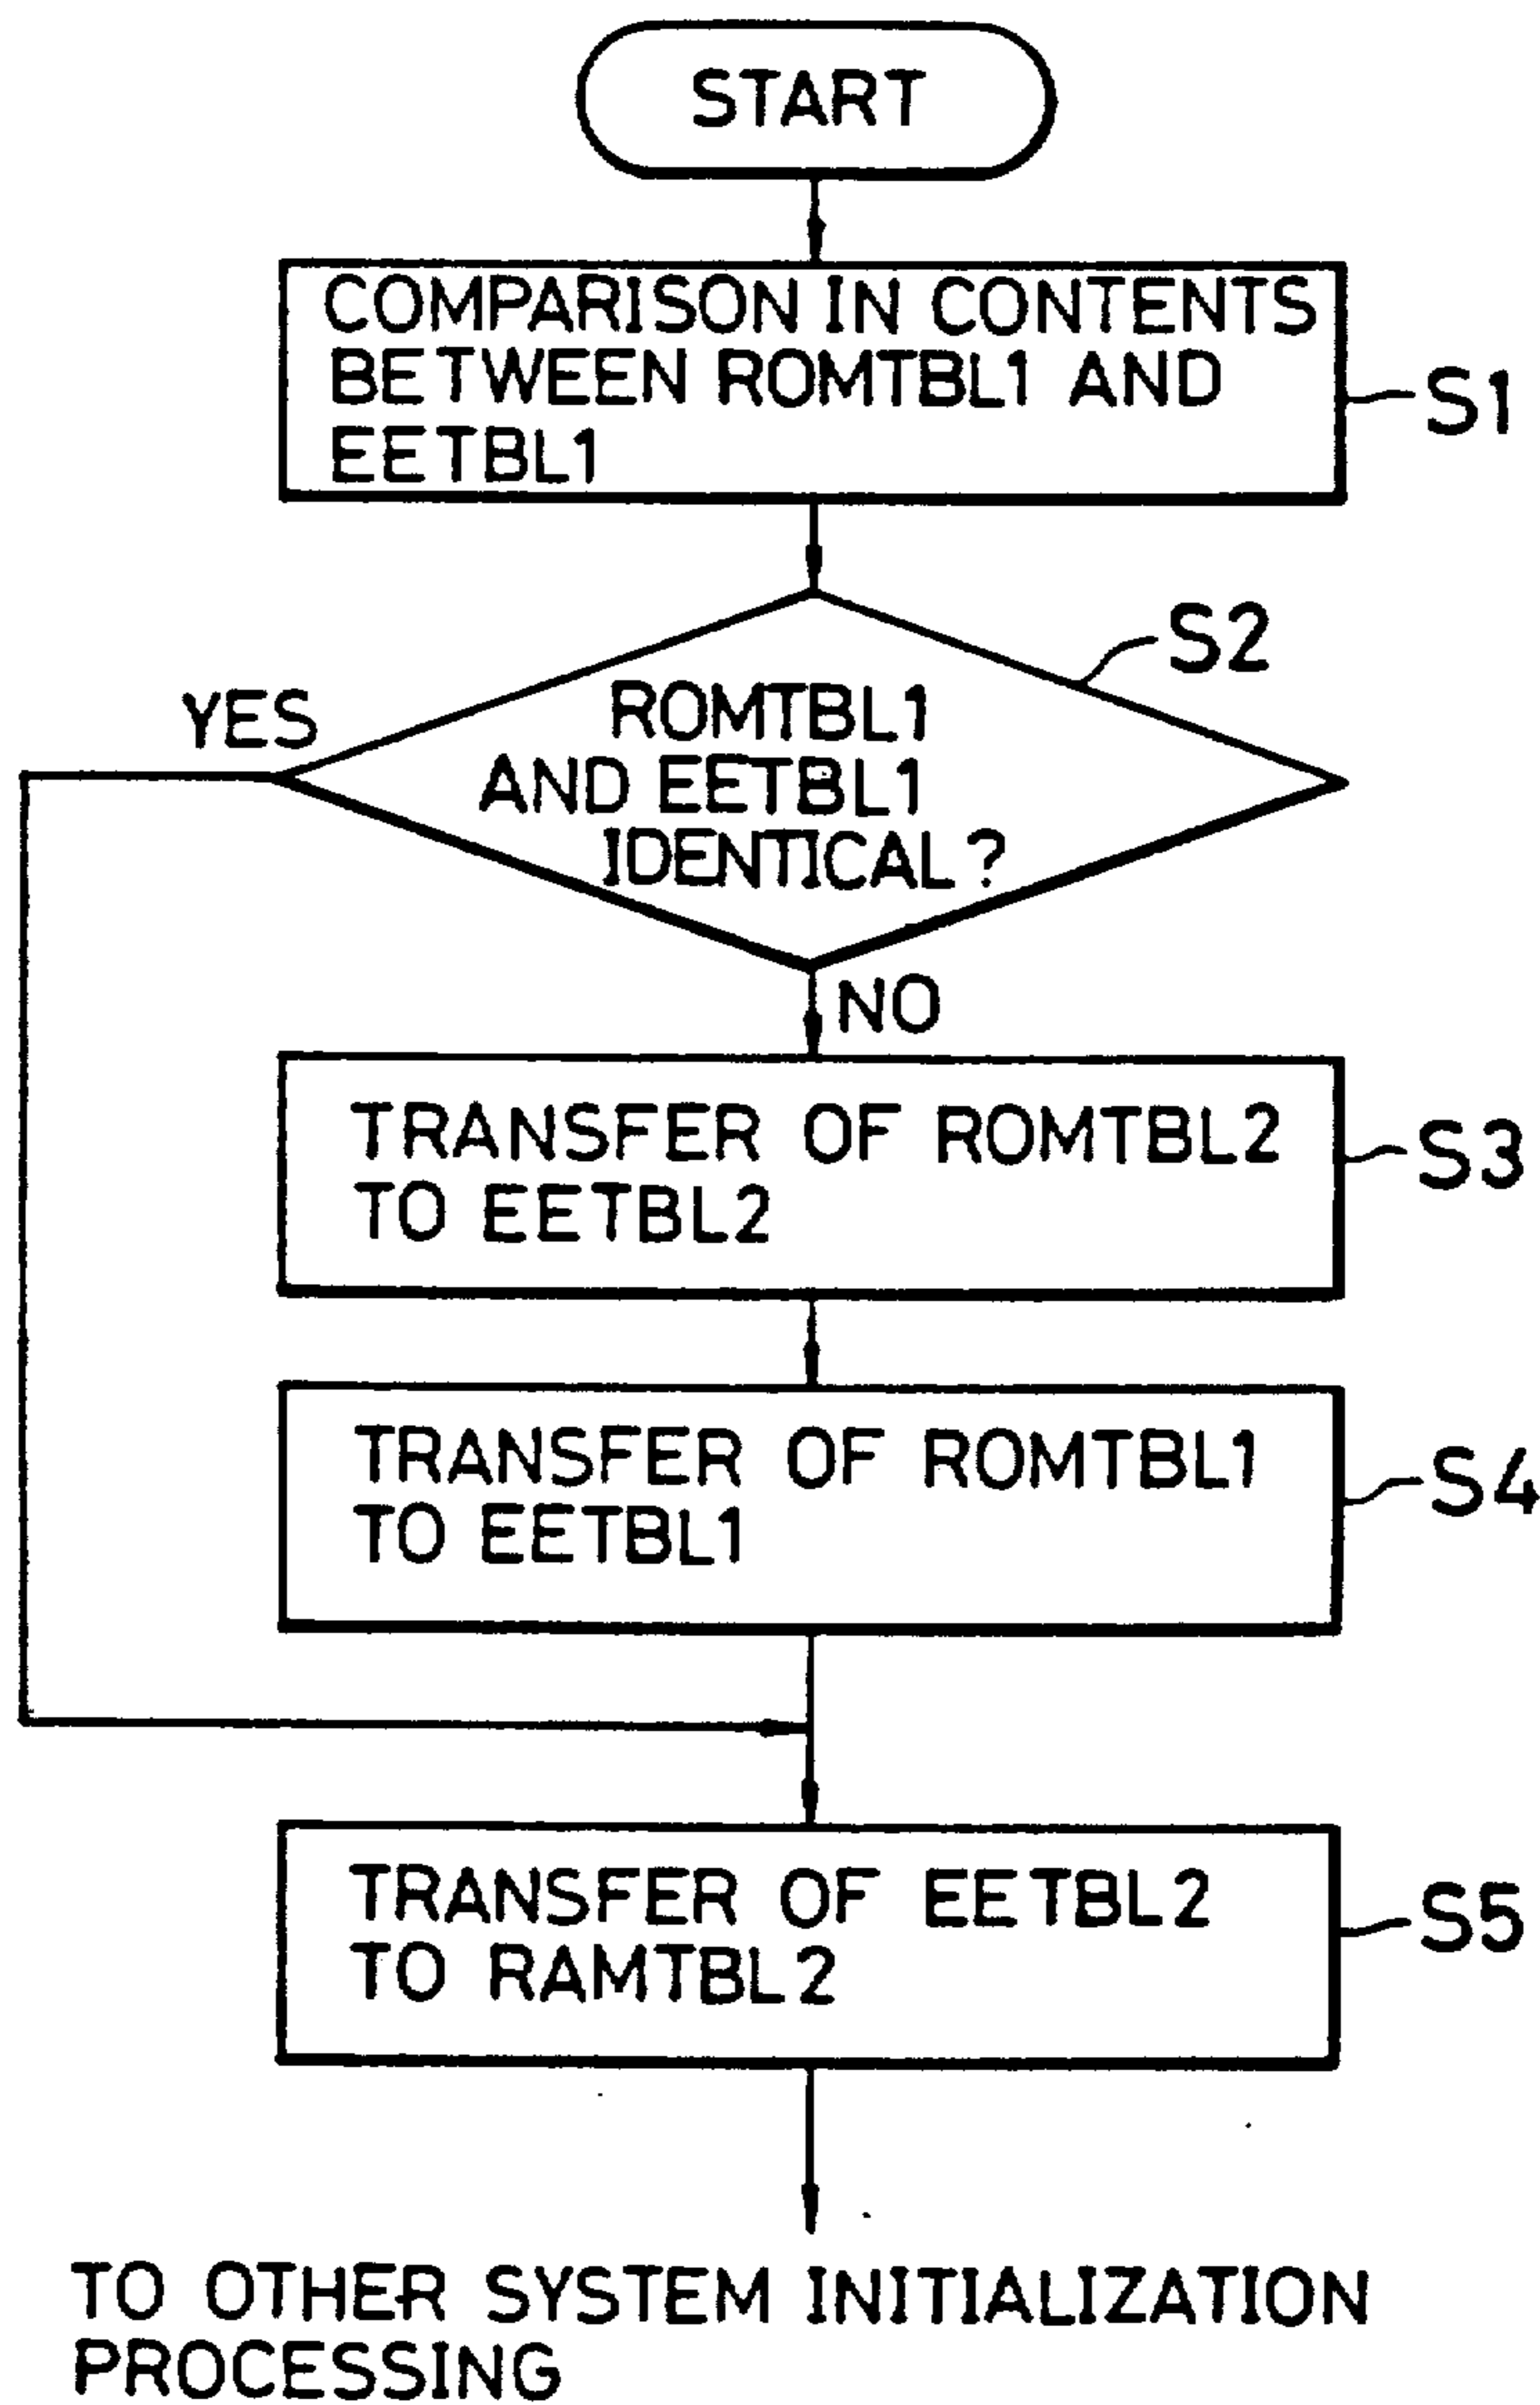 START
COMPARISON IN CONTENTS
BETWEEN ROMTBL1 AND
EETBL1
S1
S2
YES
ROMTBL1
AND EETBL1
IDENTICAL?
NO
TRANSFER OF ROMTBL2
TO EETBL2
S3
TRANSFER OF ROMTBL1
TO EETBL1
S4
TRANSFER OF EETBL2
TO RAMTBL2
S5
TO OTHER SYSTEM INITIALIZATION
PROCESSING